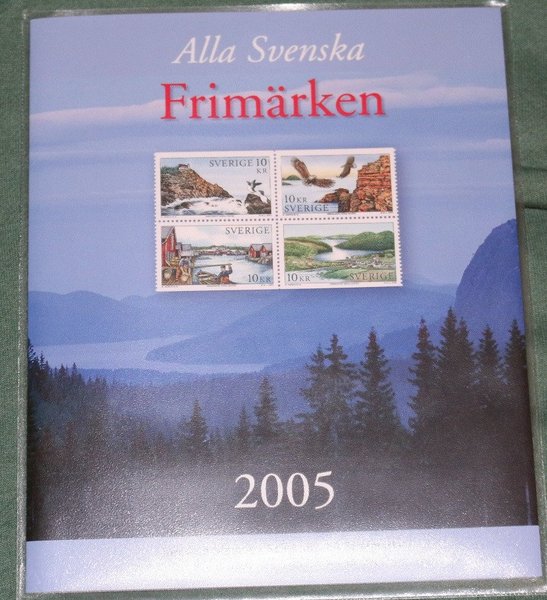 Alla Svenska
Frimärken
SVERIGE 10
KR
10 KR
SVERIGE
SVERIGE
10 KR
10 KR SVERIGE
2005